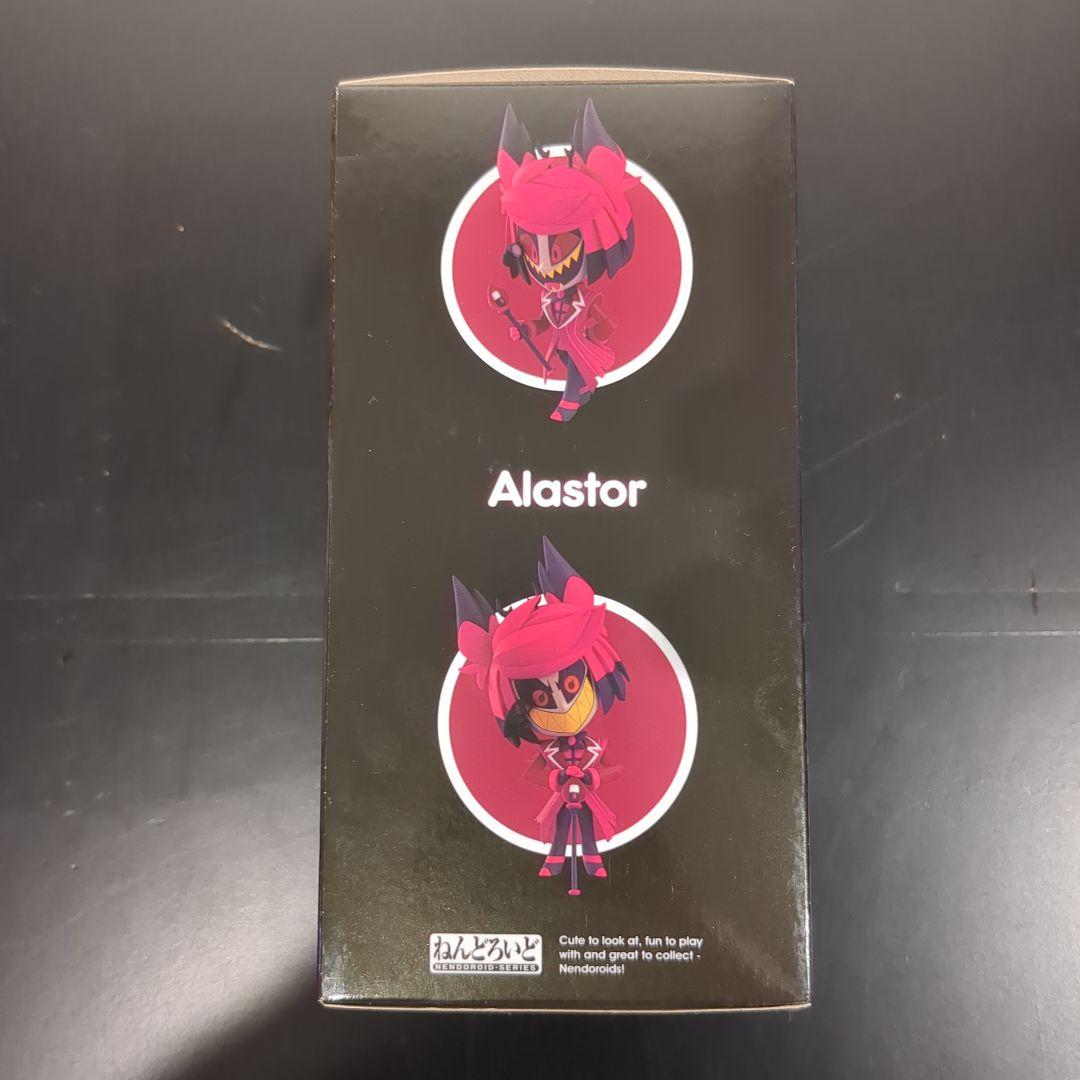 Alastor
ねんどろいど
NENDOROID-SERIES
Cute to look at, fun to play
with and great to collect -
Nendoroids!